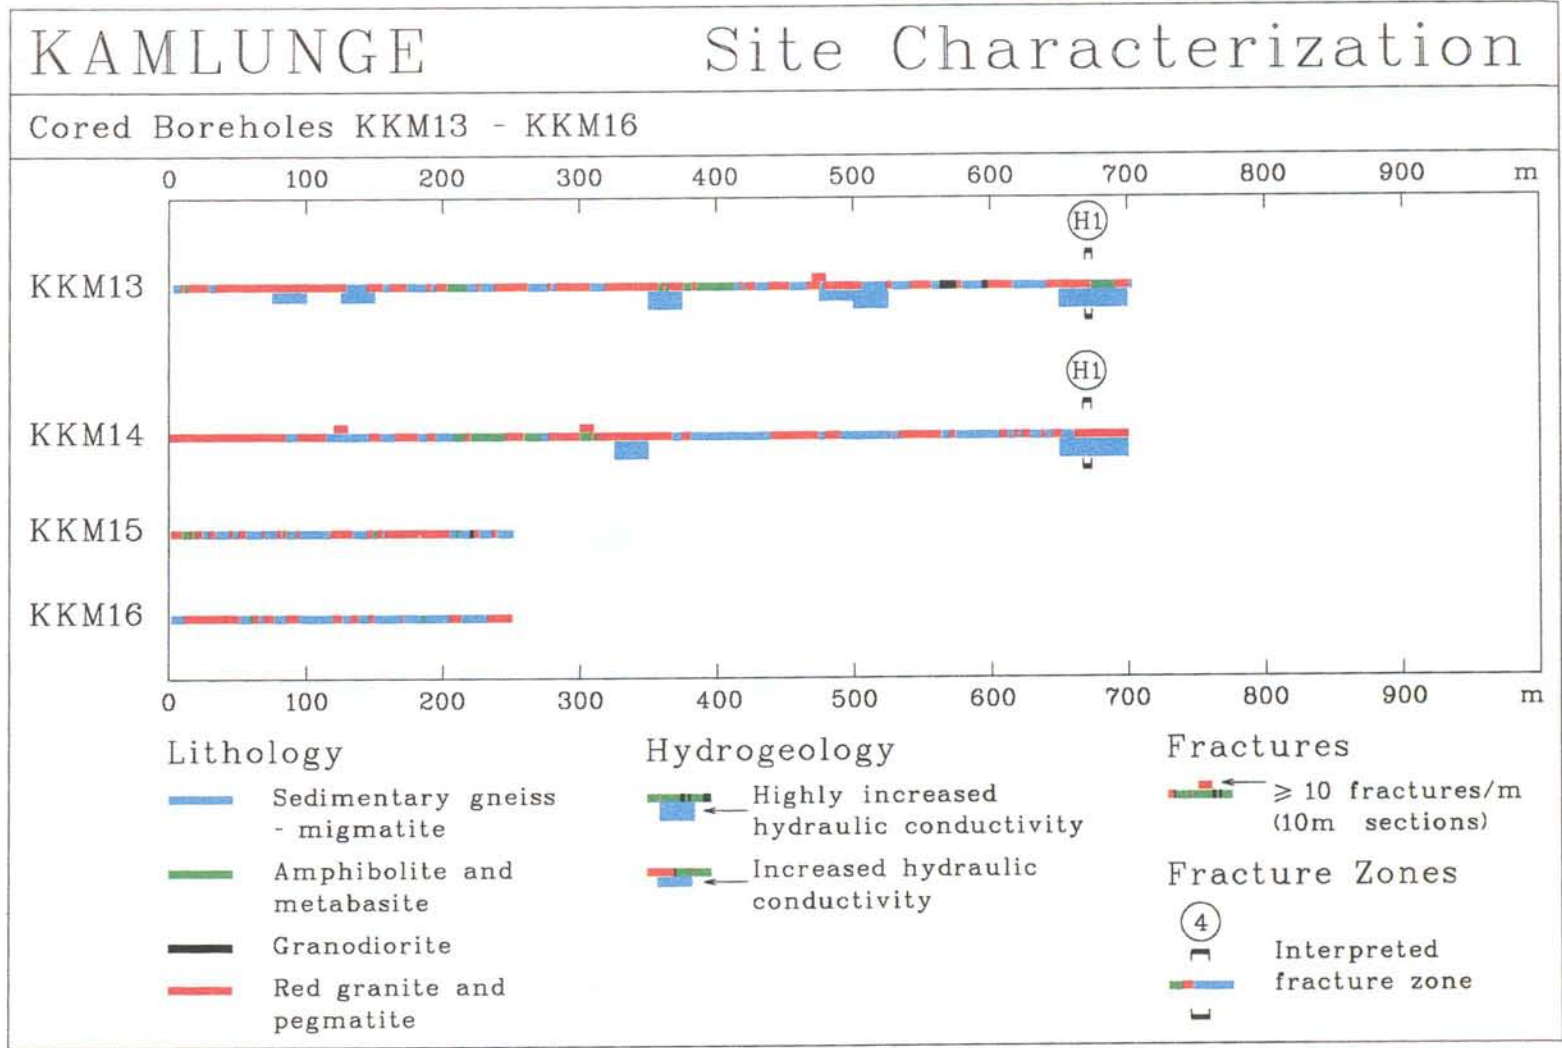 KAMLUNGE Site Characterization
Cored Boreholes KKM13 - KKM16
0 100 200 300 400 500 600 700 800 900 m
H1
KKM13
H1
KKM14
KKM15
KKM16
0 100 200 300 400 500 600 700 800 900 m
Lithology
Sedimentary gneiss
- migmatite
Amphibolite and
metabasite
Granodiorite
Red granite and
pegmatite
Hydrogeology
Highly increased
hydraulic conductivity
Increased hydraulic
conductivity
Fractures
⩾ 10 fractures/m
(10m sections)
Fracture Zones
4
Interpreted
fracture zone